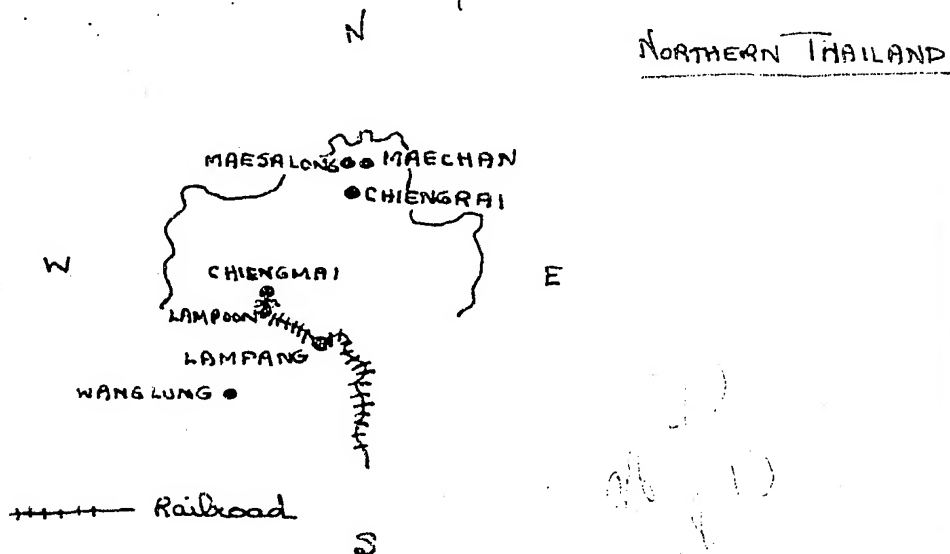 N
NORTHERN THAILAND
MAESALONG MAECHAN
CHIENGRAI
W
E
CHIENGMAI
LAMPOON
LAMPANG
WANGLUNG
Railroad
S